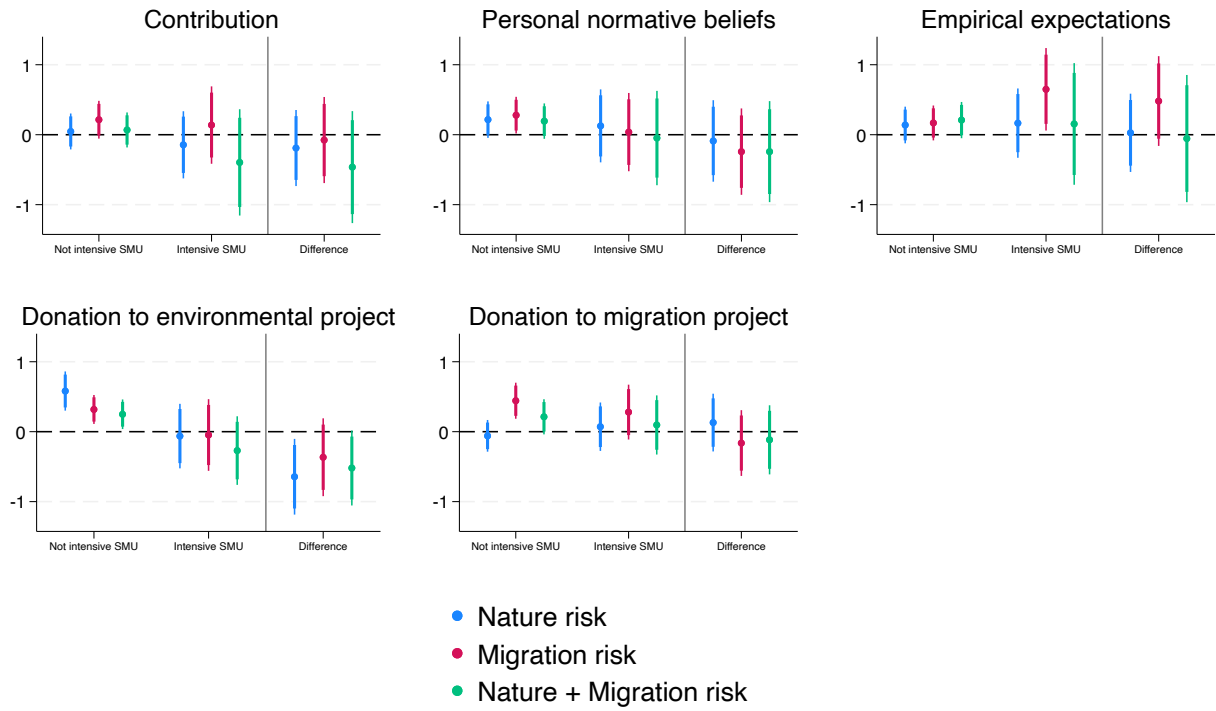 Contribution
1
0
-1
Not intensive SMU Intensive SMU Difference
Personal normative beliefs
1
0
-1
Not intensive SMU Intensive SMU Difference
Empirical expectations
1
0
-1
Not intensive SMU Intensive SMU Difference
Donation to environmental project
1
0
-1
Not intensive SMU Intensive SMU Difference
Donation to migration project
1
0
-1
Not intensive SMU Intensive SMU Difference
Nature risk
Migration risk
Nature + Migration risk